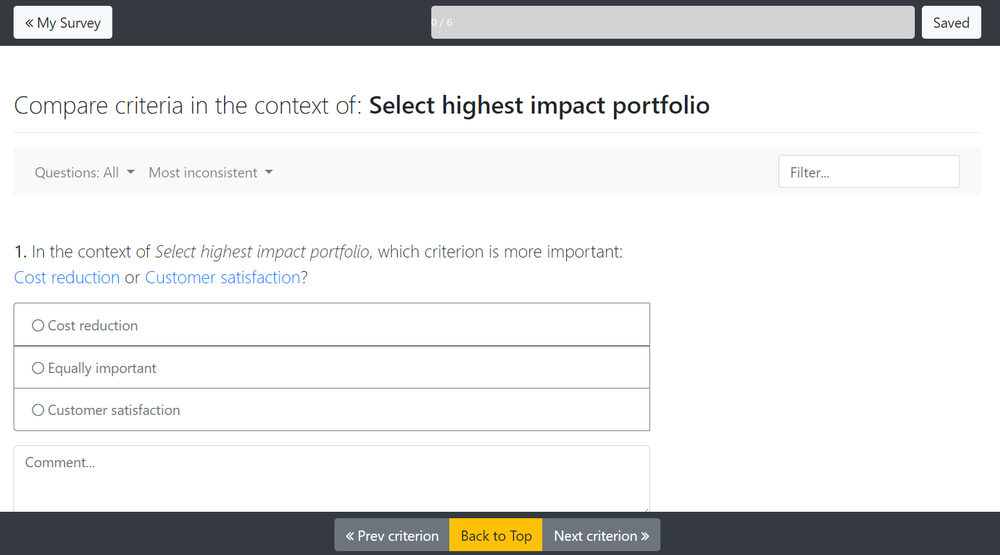 « My Survey
0 / 6
Saved
Compare criteria in the context of: Select highest impact portfolio
Questions: All
Most inconsistent
Filter...
1. In the context of Select highest impact portfolio, which criterion is more important:
Cost reduction or Customer satisfaction?
Cost reduction
Equally important
Customer satisfaction
Comment...
« Prev criterion
Back to Top
Next criterion »